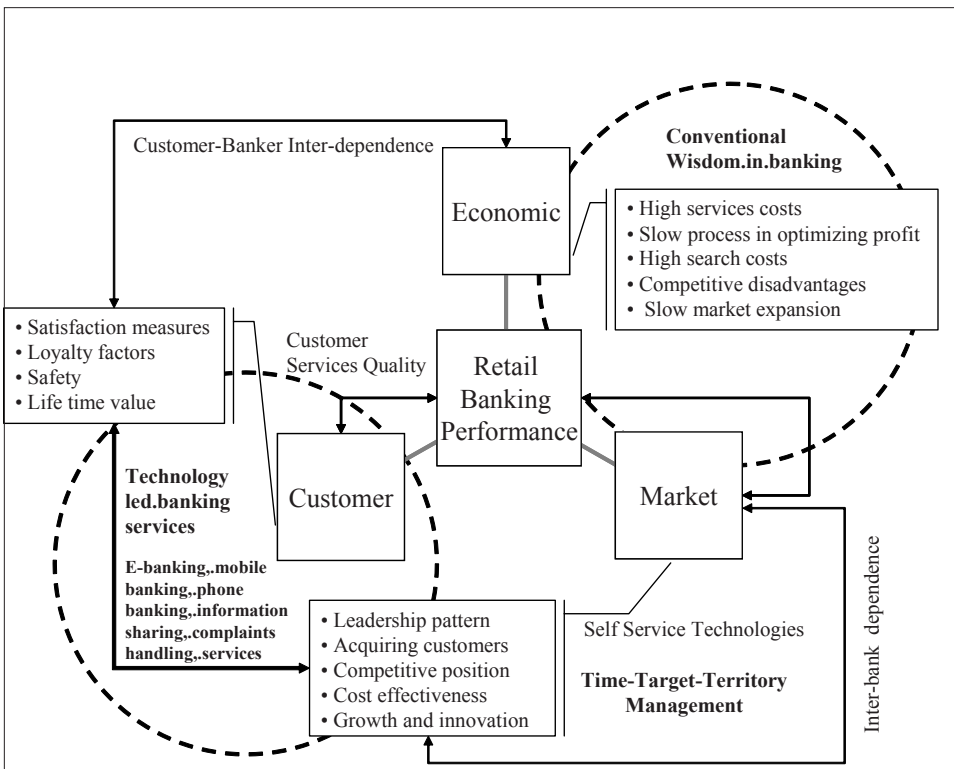 Customer-Banker Inter-dependence
Conventional
Wisdom.in.banking
Economic
• High services costs
• Slow process in optimizing profit
• High search costs
• Competitive disadvantages
• Slow market expansion
• Satisfaction measures
• Loyalty factors
• Safety
• Life time value
Customer
Services Quality
Retail
Banking
Performance
Technology
led.banking
services
Customer
Market
E-banking,.mobile
banking,.phone
banking,.information
sharing,.complaints
handling,.services
• Leadership pattern
• Acquiring customers
• Competitive position
• Cost effectiveness
• Growth and innovation
Self Service Technologies
Time-Target-Territory
Management
Inter-bank dependence